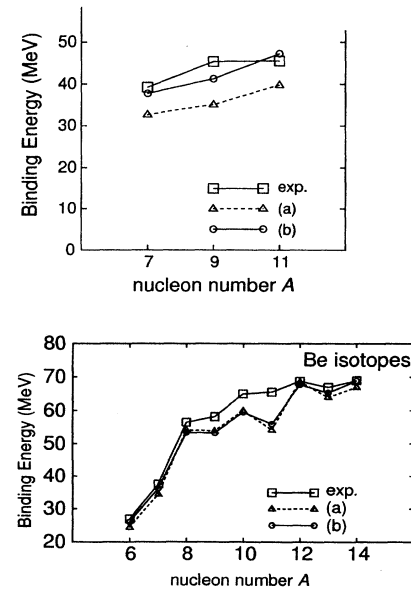 Binding Energy (MeV)
50
40
30
20
10
0
exp.
(a)
(b)
7 9 11
nucleon number A
Be isotopes
Binding Energy (MeV)
80
70
60
50
40
30
20
exp.
(a)
(b)
6 8 10 12 14
nucleon number A